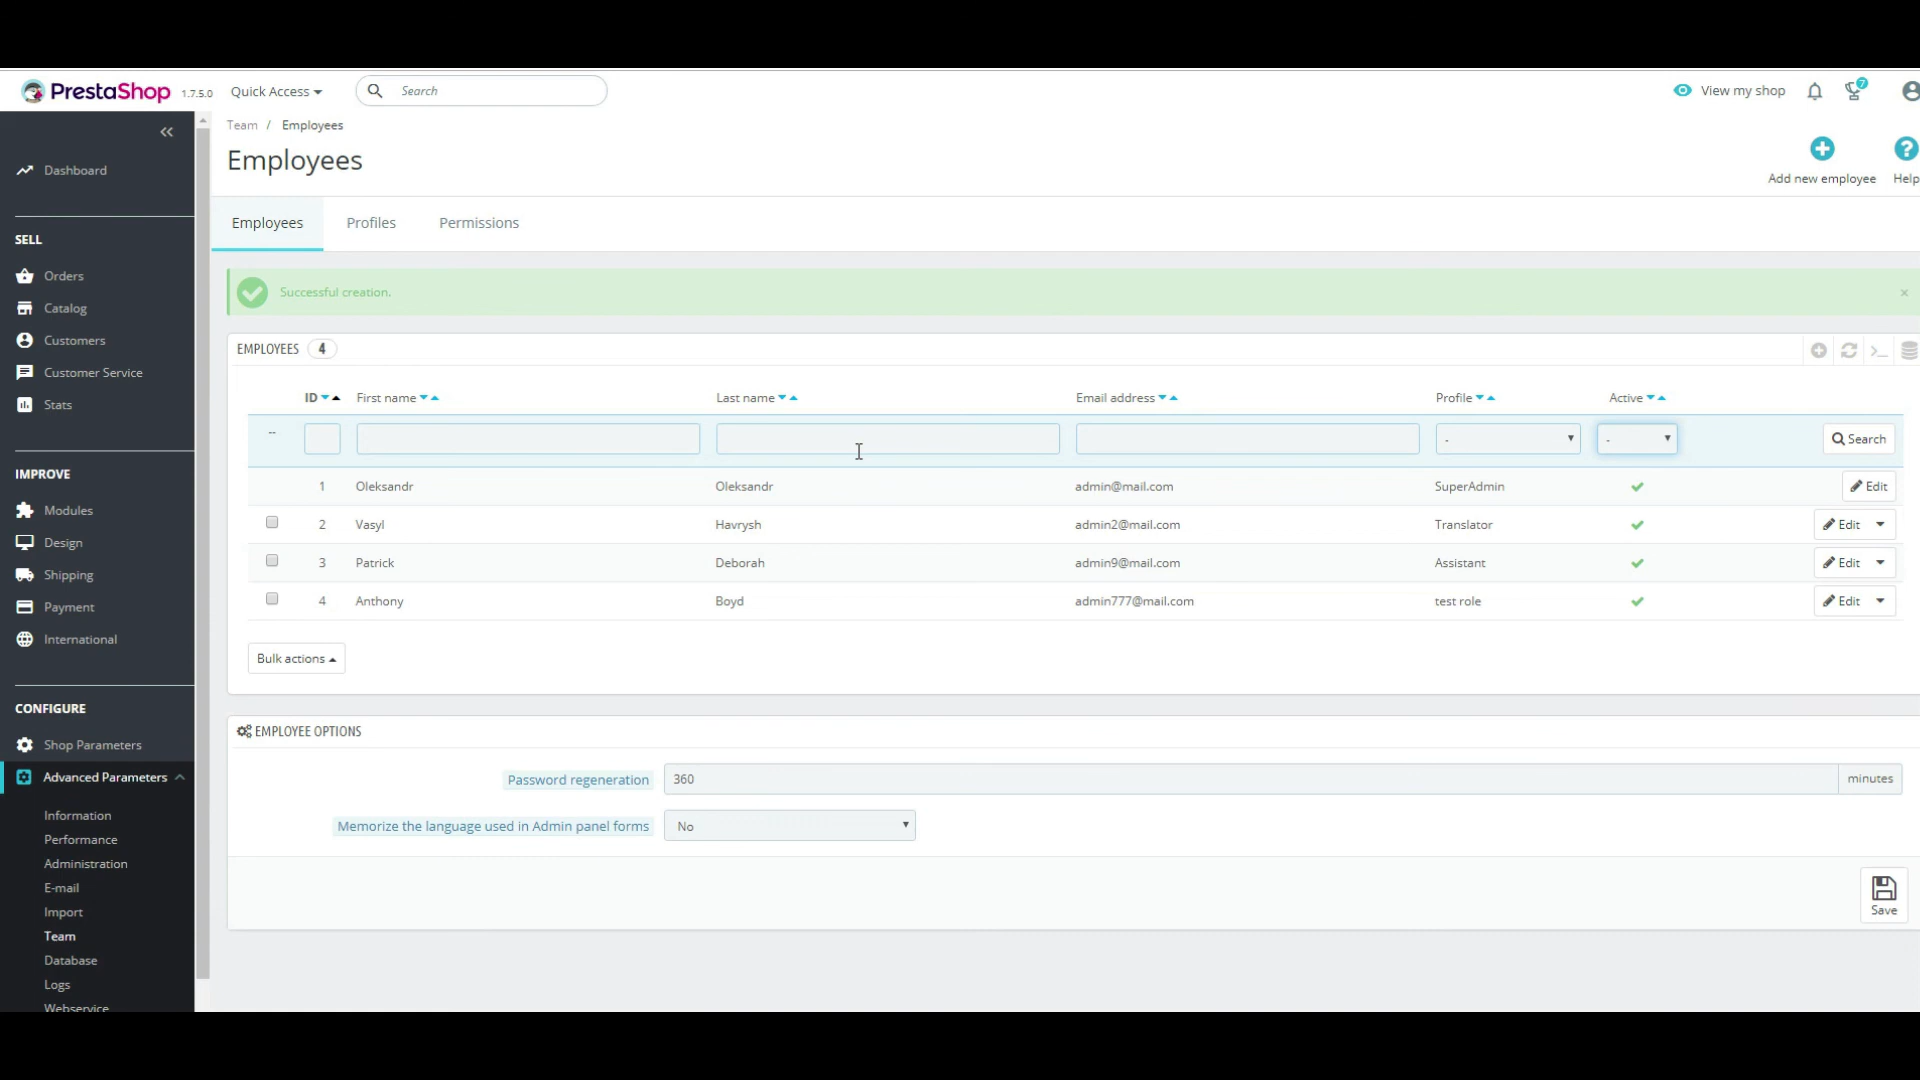 PrestaShop 1.7.5.0 Quick Access Search View my shop 7
Team / Employees
Employees
Add new employee Help
Employees Profiles Permissions
Successful creation. ×
Dashboard
SELL
Orders
Catalog
Customers
Customer Service
Stats
IMPROVE
Modules
Design
Shipping
Payment
International
CONFIGURE
Shop Parameters
Advanced Parameters
Information
Performance
Administration
E-mail
Import
Team
Database
Logs
Webservice
EMPLOYEES 4
ID First name Last name Email address Profile Active
-- - - Search
1 Oleksandr Oleksandr admin@mail.com SuperAdmin Edit
2 Vasyl Havrysh admin2@mail.com Translator Edit
3 Patrick Deborah admin9@mail.com Assistant Edit
4 Anthony Boyd admin777@mail.com test role Edit
Bulk actions
EMPLOYEE OPTIONS
Password regeneration 360 minutes
Memorize the language used in Admin panel forms No
Save